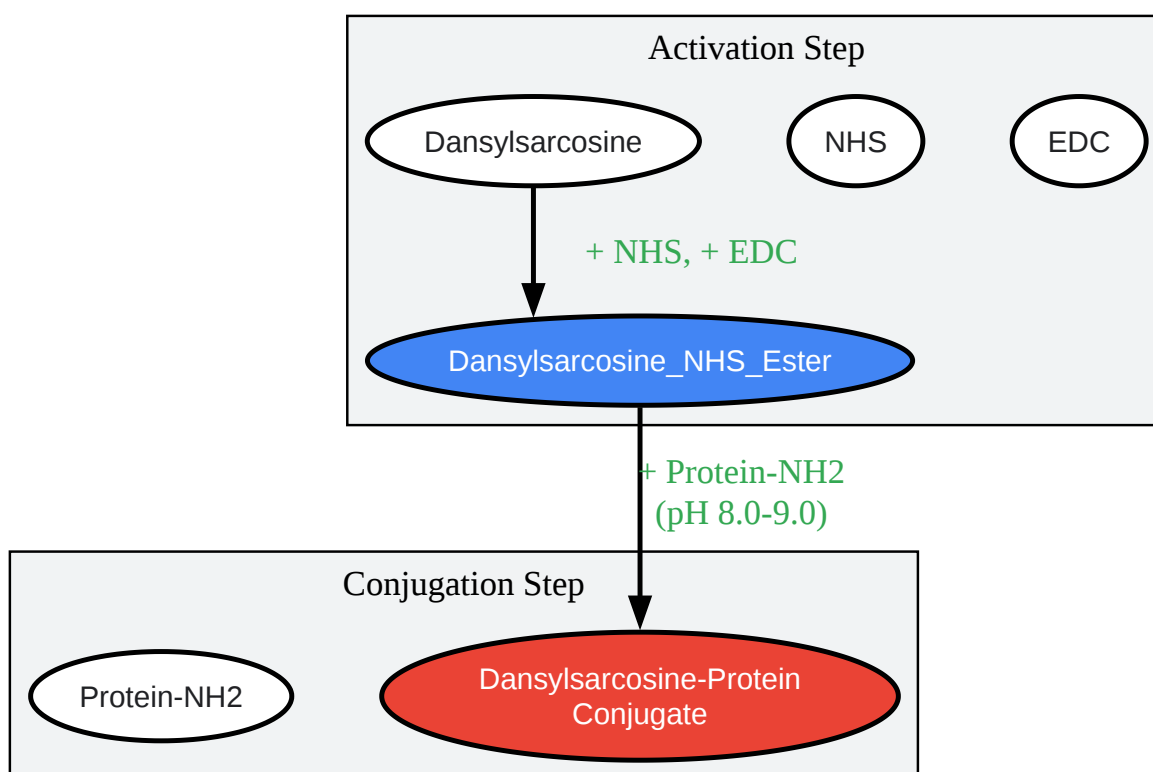 Activation Step
Dansylsarcosine
NHS
EDC
+ NHS, + EDC
Dansylsarcosine_NHS_Ester
+ Protein-NH2
(pH 8.0-9.0)
Conjugation Step
Protein-NH2
Dansylsarcosine-Protein
Conjugate